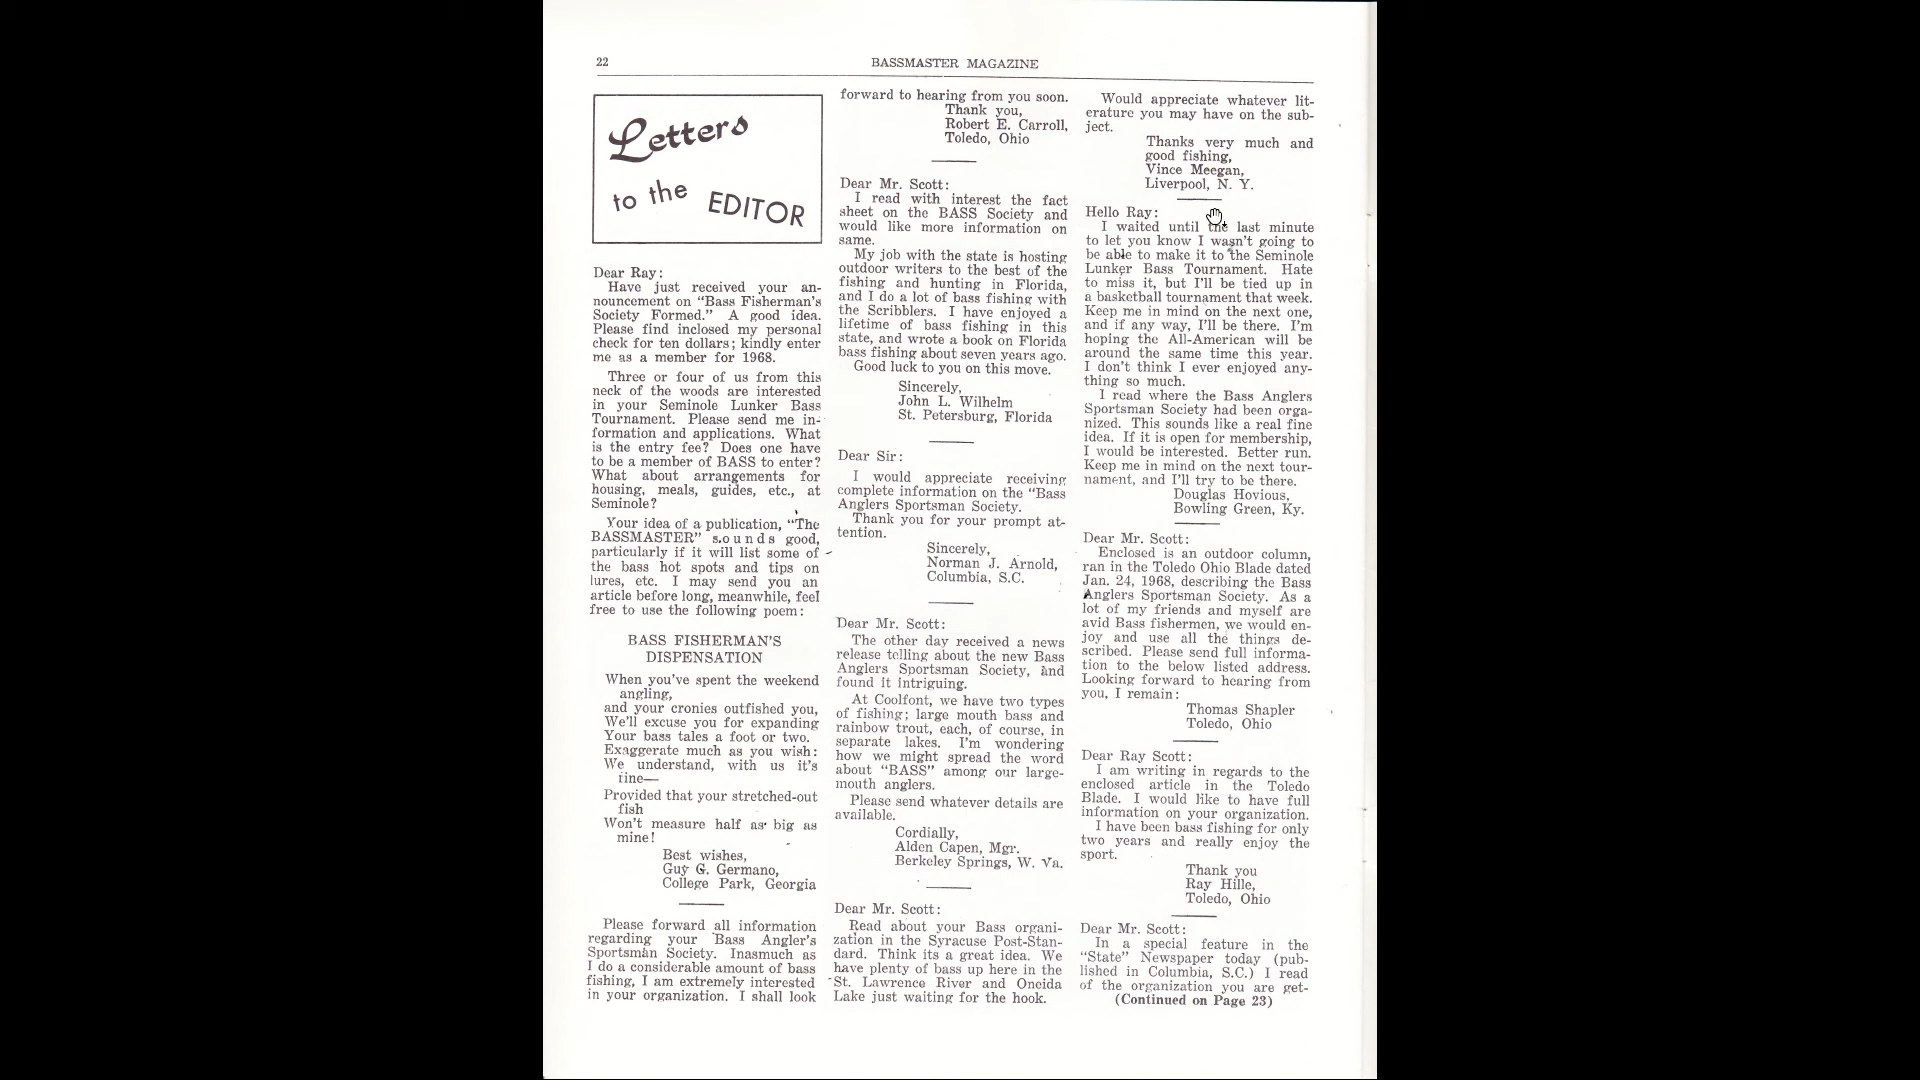 22
BASSMASTER MAGAZINE
Letters
to the EDITOR
Dear Ray:
Have just received your an-
nouncement on “Bass Fisherman’s
Society Formed.” A good idea.
Please find inclosed my personal
check for ten dollars; kindly enter
me as a member for 1968.
Three or four of us from this
neck of the woods are interested
in your Seminole Lunker Bass
Tournament. Please send me in-
formation and applications. What
is the entry fee? Does one have
to be a member of BASS to enter?
What about arrangements for
housing, meals, guides, etc., at
Seminole?
Your idea of a publication, “The
BASSMASTER” sounds good,
particularly if it will list some of
the bass hot spots and tips on
lures, etc. I may send you an
article before long, meanwhile, feel
free to use the following poem:
BASS FISHERMAN’S
DISPENSATION
When you’ve spent the weekend
angling,
and your cronies outfished you,
We’ll excuse you for expanding
Your bass tales a foot or two.
Exaggerate much as you wish:
We understand, with us it’s
fine—
Provided that your stretched-out
fish
Won’t measure half as big as
mine!
Best wishes,
Guy G. Germano,
College Park, Georgia
Please forward all information
regarding your Bass Angler’s
Sportsman Society. Inasmuch as
I do a considerable amount of bass
fishing, I am extremely interested
in your organization. I shall look
forward to hearing from you soon.
Thank you,
Robert E. Carroll,
Toledo, Ohio
Dear Mr. Scott:
I read with interest the fact
sheet on the BASS Society and
would like more information on
same.
My job with the state is hosting
outdoor writers to the best of the
fishing and hunting in Florida,
and I do a lot of bass fishing with
the Scribblers. I have enjoyed a
lifetime of bass fishing in this
state, and wrote a book on Florida
bass fishing about seven years ago.
Good luck to you on this move.
Sincerely,
John L. Wilhelm
St. Petersburg, Florida
Dear Sir:
I would appreciate receiving
complete information on the “Bass
Anglers Sportsman Society.
Thank you for your prompt at-
tention.
Sincerely,
Norman J. Arnold,
Columbia, S.C.
Dear Mr. Scott:
The other day received a news
release telling about the new Bass
Anglers Sportsman Society, and
found it intriguing.
At Coolfont, we have two types
of fishing; large mouth bass and
rainbow trout, each, of course, in
separate lakes. I’m wondering
how we might spread the word
about “BASS” among our large-
mouth anglers.
Please send whatever details are
available.
Cordially,
Alden Capen, Mgr.
Berkeley Springs, W. Va.
Dear Mr. Scott:
Read about your Bass organi-
zation in the Syracuse Post-Stan-
dard. Think its a great idea. We
have plenty of bass up here in the
St. Lawrence River and Oneida
Lake just waiting for the hook.
Would appreciate whatever lit-
erature you may have on the sub-
ject.
Thanks very much and
good fishing,
Vince Meegan,
Liverpool, N. Y.
Hello Ray:
I waited until the last minute
to let you know I wasn’t going to
be able to make it to the Seminole
Lunker Bass Tournament. Hate
to miss it, but I’ll be tied up in
a basketball tournament that week.
Keep me in mind on the next one,
and if any way, I’ll be there. I’m
hoping the All-American will be
around the same time this year.
I don’t think I ever enjoyed any-
thing so much.
I read where the Bass Anglers
Sportsman Society had been orga-
nized. This sounds like a real fine
idea. If it is open for membership,
I would be interested. Better run.
Keep me in mind on the next tour-
nament, and I’ll try to be there.
Douglas Hovious,
Bowling Green, Ky.
Dear Mr. Scott:
Enclosed is an outdoor column,
ran in the Toledo Ohio Blade dated
Jan. 24, 1968, describing the Bass
Anglers Sportsman Society. As a
lot of my friends and myself are
avid Bass fishermen, we would en-
joy and use all the things de-
scribed. Please send full informa-
tion to the below listed address.
Looking forward to hearing from
you, I remain:
Thomas Shapler
Toledo, Ohio
Dear Ray Scott:
I am writing in regards to the
enclosed article in the Toledo
Blade. I would like to have full
information on your organization.
I have been bass fishing for only
two years and really enjoy the
sport.
Thank you
Ray Hille,
Toledo, Ohio
Dear Mr. Scott:
In a special feature in the
“State” Newspaper today (pub-
lished in Columbia, S.C.) I read
of the organization you are get-
(Continued on Page 23)